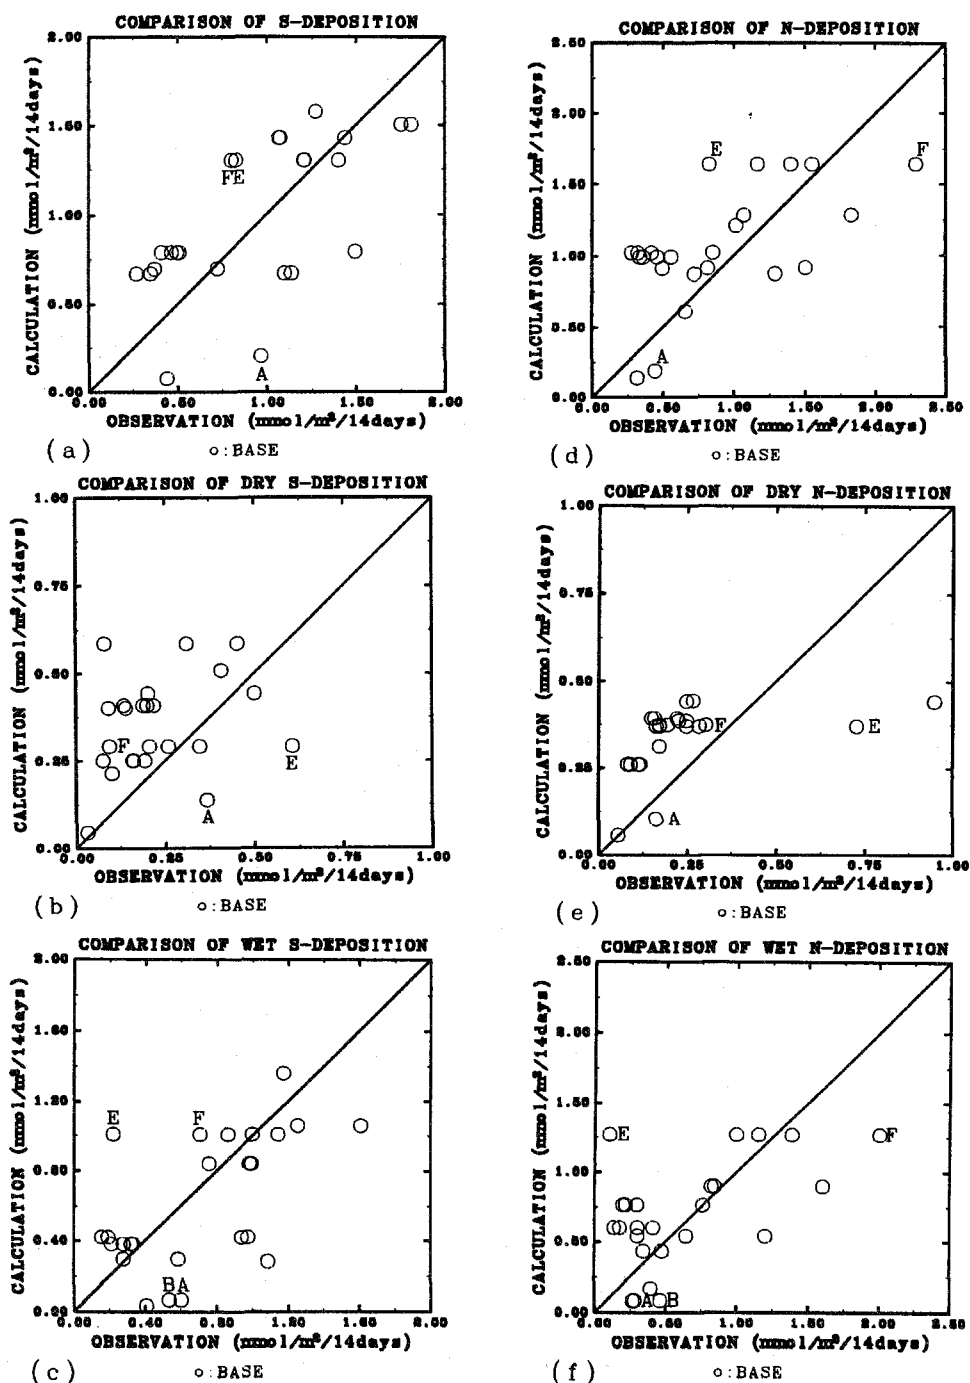 COMPARISON OF S-DEPOSITION
2.00
1.50
1.00
0.50
0.00
CALCULATION (mmol/m²/14days)
FE
A
0.00 0.50 1.00 1.50 2.00
OBSERVATION (mmol/m²/14days)
(a)
○:BASE
COMPARISON OF N-DEPOSITION
2.50
2.00
1.50
1.00
0.50
0.00
CALCULATION (mmol/m²/14days)
E
F
A
0.00 0.50 1.00 1.50 2.00 2.50
OBSERVATION (mmol/m²/14days)
(d)
○:BASE
COMPARISON OF DRY S-DEPOSITION
1.00
0.75
0.50
0.25
0.00
CALCULATION (mmol/m²/14days)
F
E
A
0.00 0.25 0.50 0.75 1.00
OBSERVATION (mmol/m²/14days)
(b)
○:BASE
COMPARISON OF DRY N-DEPOSITION
1.00
0.75
0.50
0.25
0.00
CALCULATION (mmol/m²/14days)
F
E
A
0.00 0.25 0.50 0.75 1.00
OBSERVATION (mmol/m²/14days)
(e)
○:BASE
COMPARISON OF WET S-DEPOSITION
2.00
1.60
1.20
0.80
0.40
0.00
CALCULATION (mmol/m²/14days)
E
F
BA
0.00 0.40 0.80 1.20 1.60 2.00
OBSERVATION (mmol/m²/14days)
(c)
○:BASE
COMPARISON OF WET N-DEPOSITION
2.50
2.00
1.50
1.00
0.50
0.00
CALCULATION (mmol/m²/14days)
E
F
A
B
0.00 0.50 1.00 1.50 2.00 2.50
OBSERVATION (mmol/m²/14days)
(f)
○:BASE